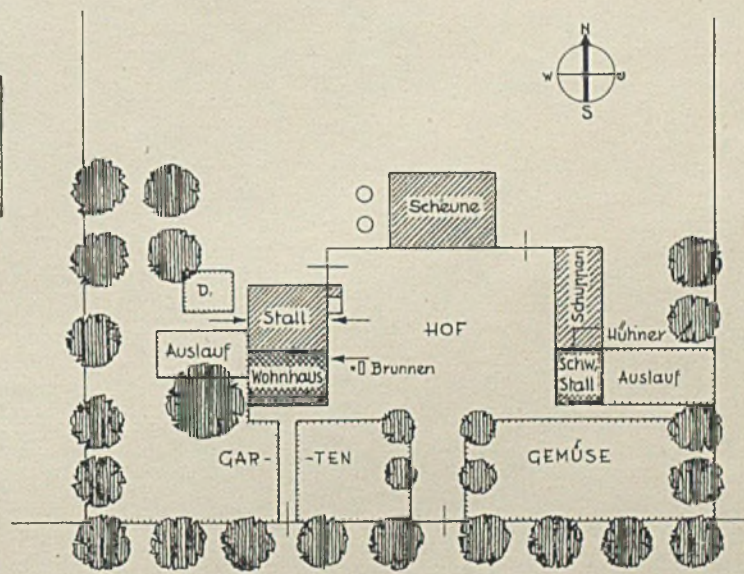 N
W O
S
Scheune
D.
Stall
HOF
Schuppen
Hühner
Auslauf
Wohnhaus
Brunnen
Schw.
Stall
Auslauf
GAR- -TEN
GEMÜSE